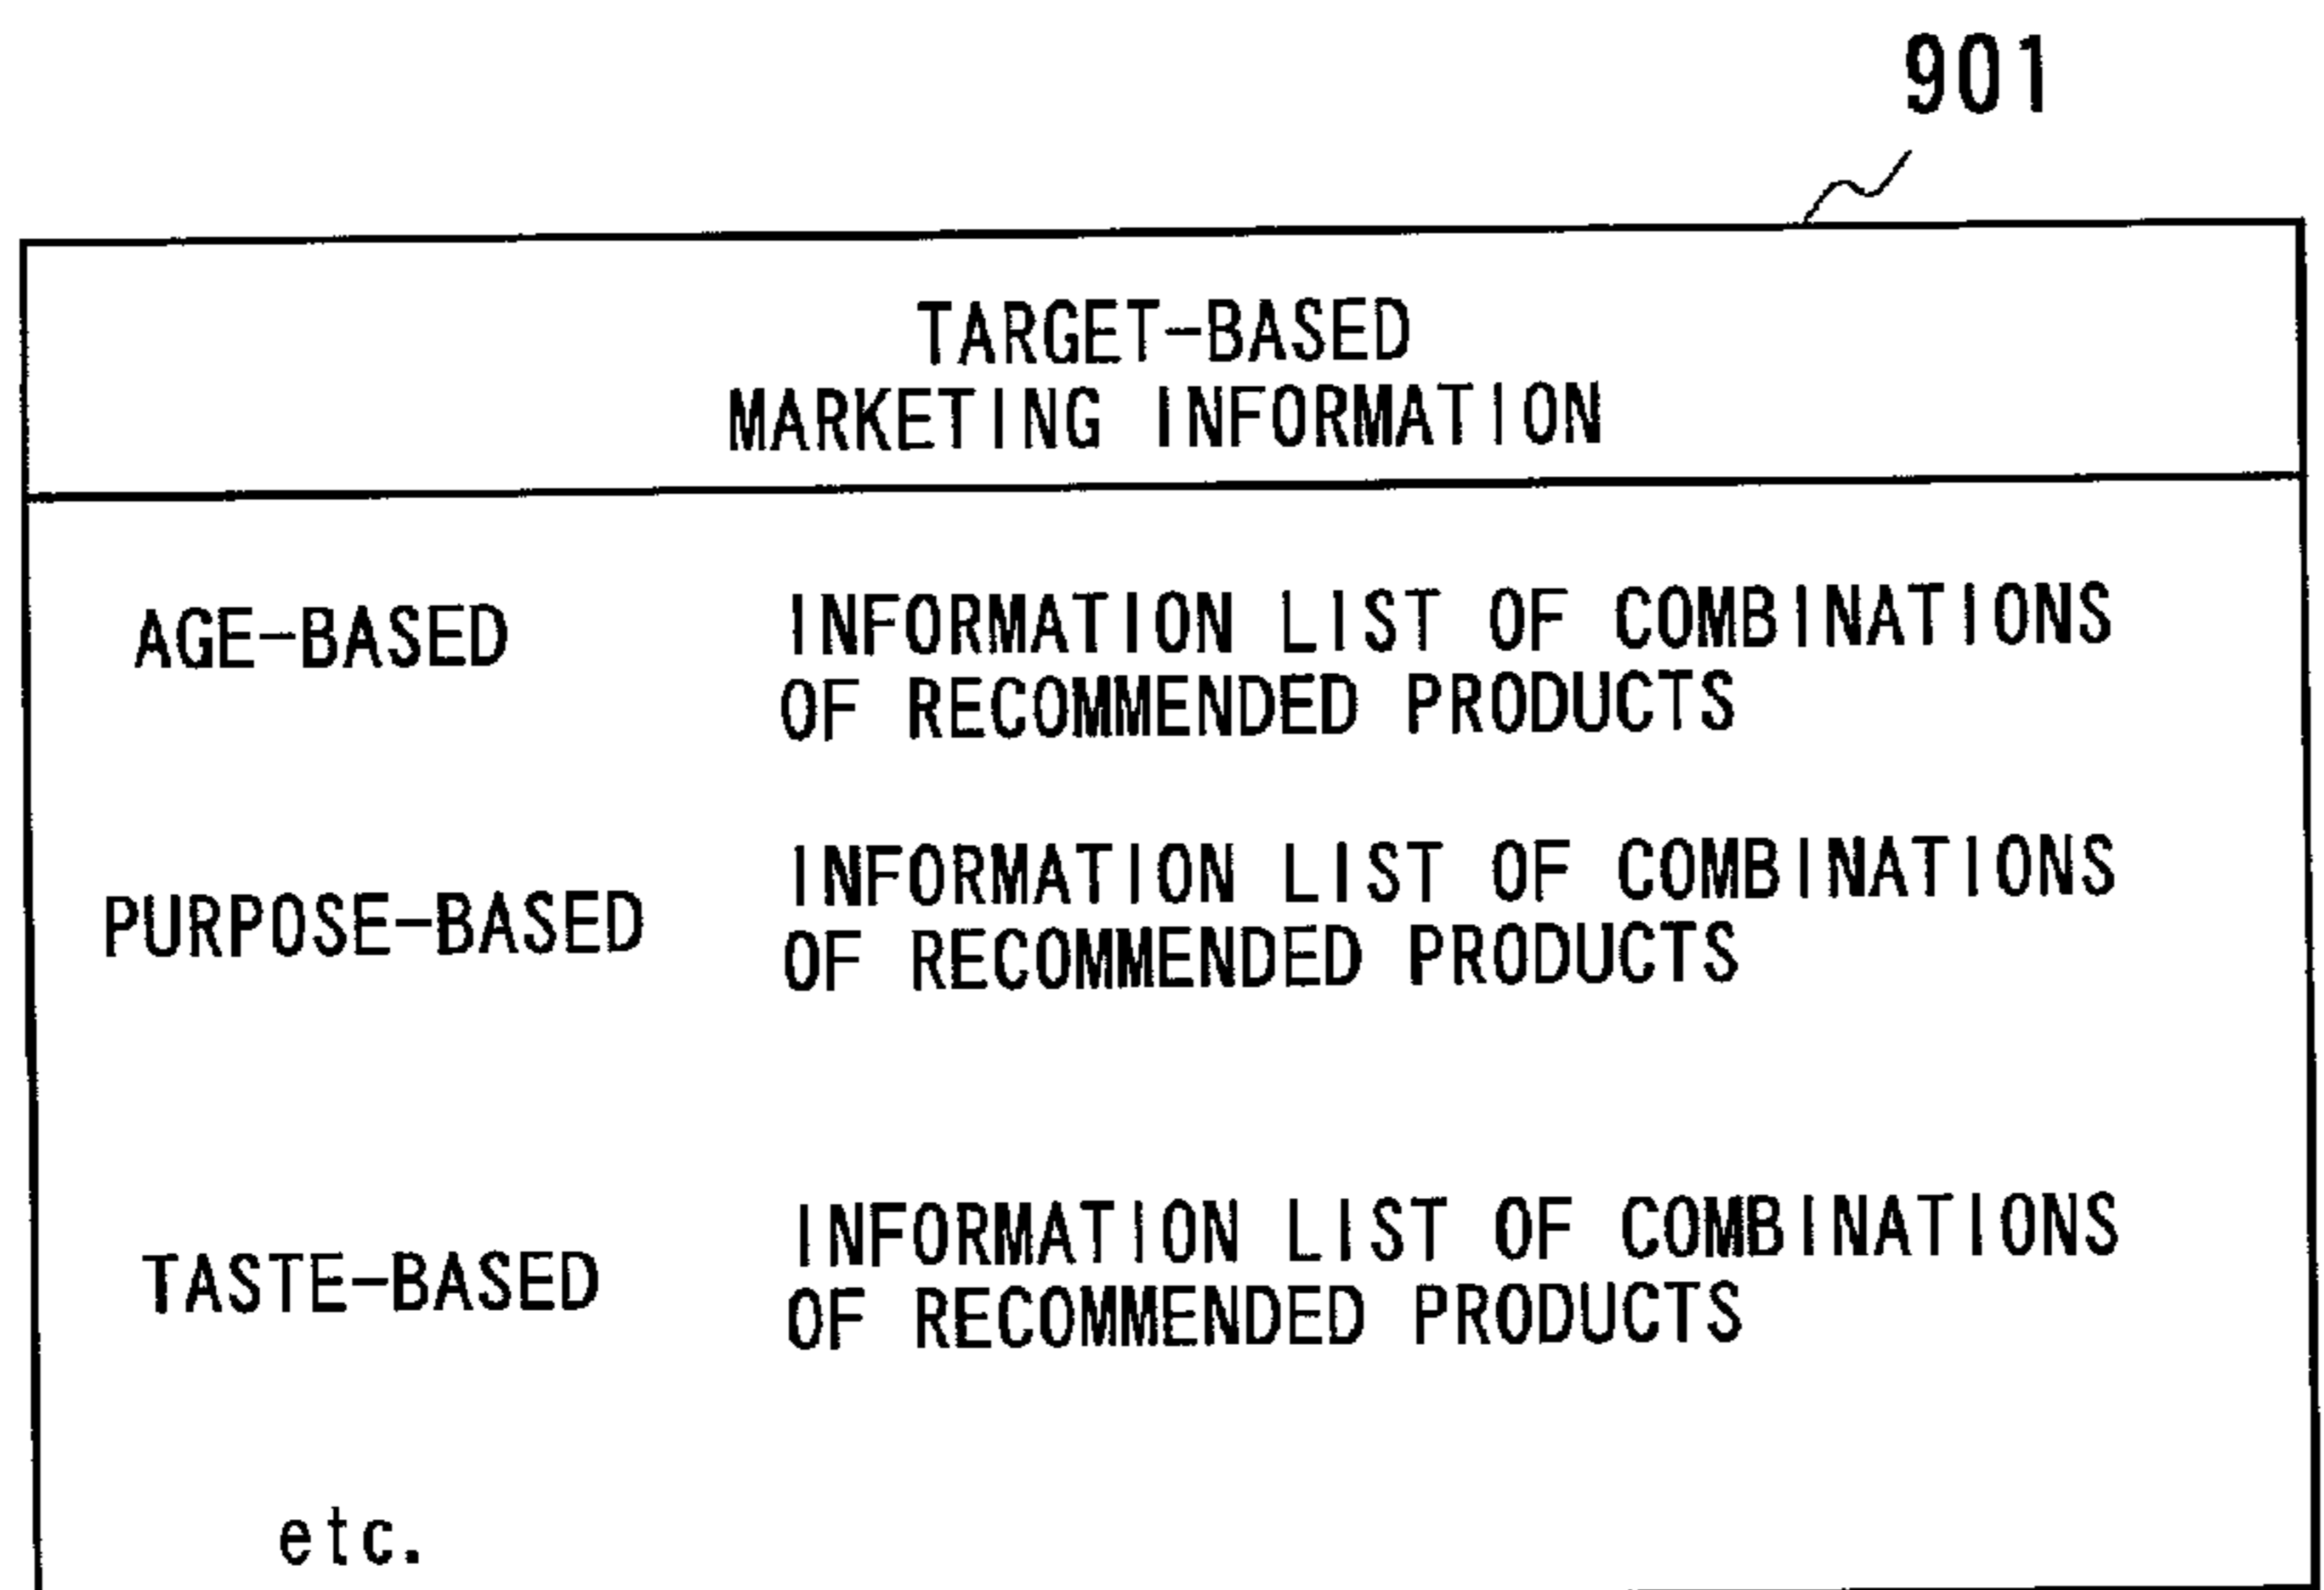 901
TARGET-BASED
MARKETING INFORMATION
AGE-BASED
INFORMATION LIST OF COMBINATIONS
OF RECOMMENDED PRODUCTS
PURPOSE-BASED
INFORMATION LIST OF COMBINATIONS
OF RECOMMENDED PRODUCTS
TASTE-BASED
INFORMATION LIST OF COMBINATIONS
OF RECOMMENDED PRODUCTS
etc.